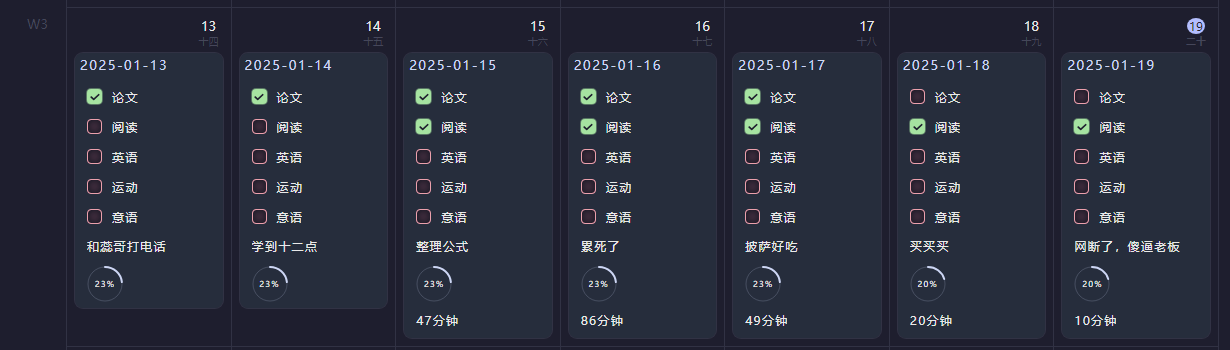 W3
13
十四
2025-01-13
论文
阅读
英语
运动
意语
和蕊哥打电话
23%
14
十五
2025-01-14
论文
阅读
英语
运动
意语
学到十二点
23%
15
十六
2025-01-15
论文
阅读
英语
运动
意语
整理公式
23%
47分钟
16
十七
2025-01-16
论文
阅读
英语
运动
意语
累死了
23%
86分钟
17
十八
2025-01-17
论文
阅读
英语
运动
意语
披萨好吃
23%
49分钟
18
十九
2025-01-18
论文
阅读
英语
运动
意语
买买买
20%
20分钟
19
二十
2025-01-19
论文
阅读
英语
运动
意语
网断了，傻逼老板
20%
10分钟